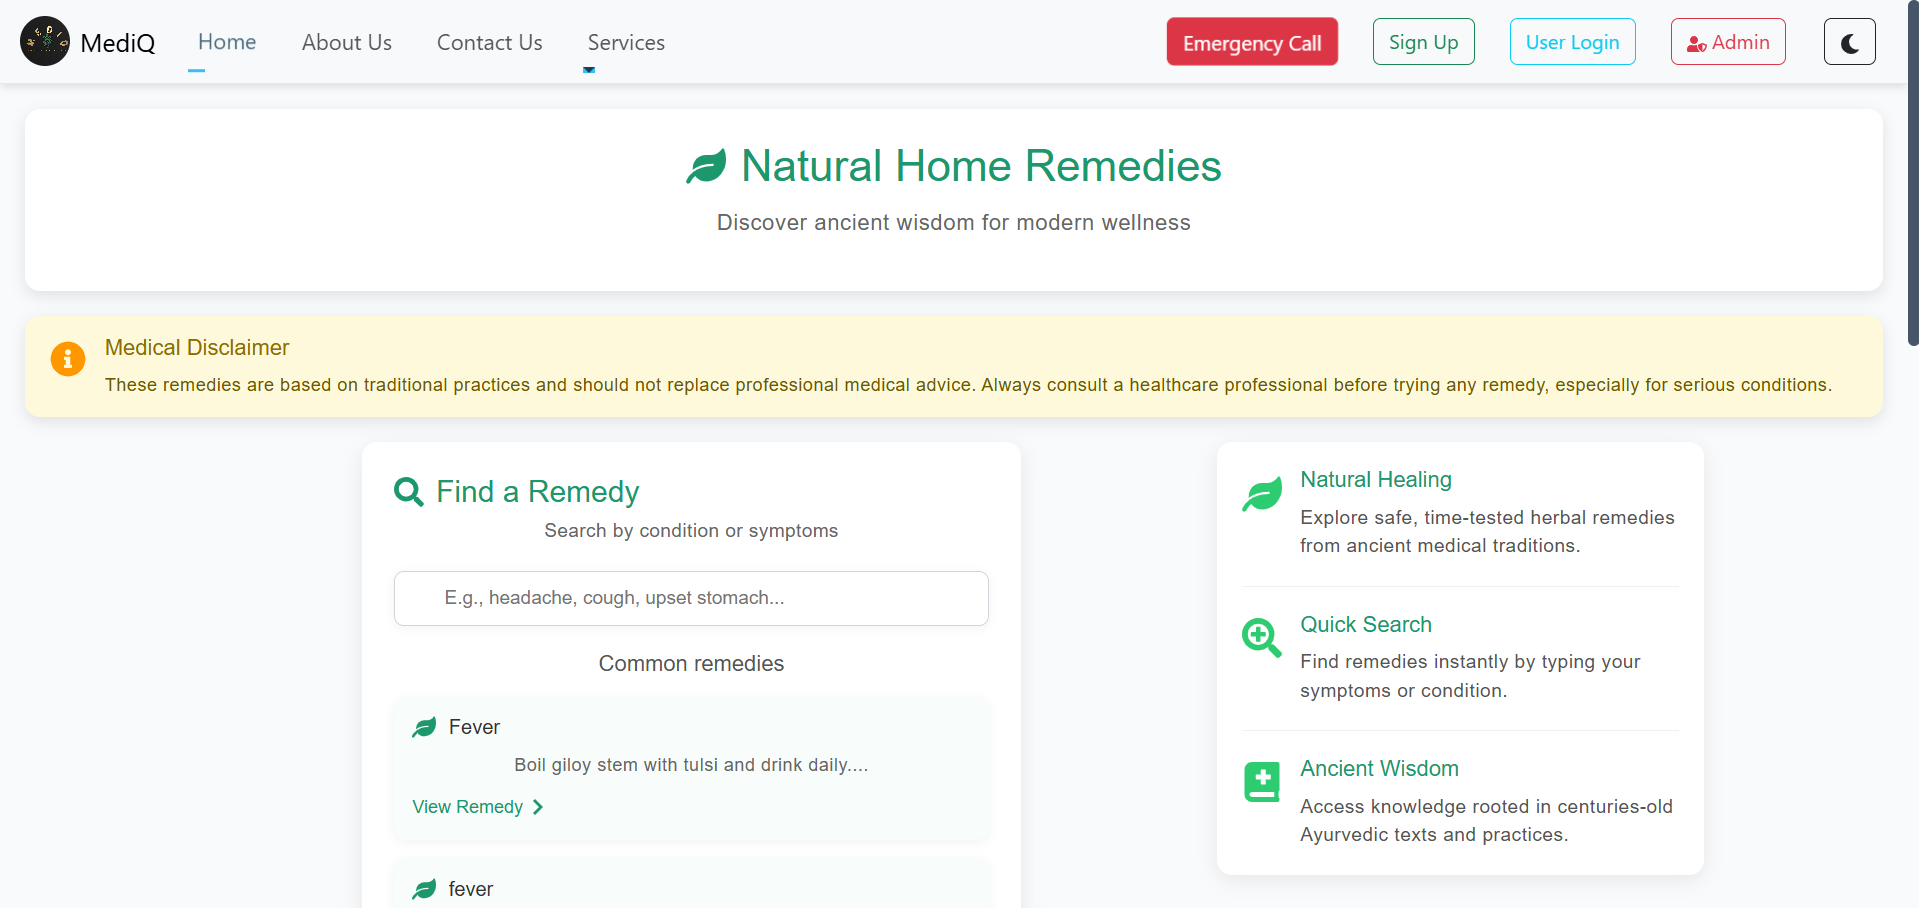 MEDIQ
MediQ
Home
About Us
Contact Us
Services
Emergency Call
Sign Up
User Login
Admin
Natural Home Remedies
Discover ancient wisdom for modern wellness
Medical Disclaimer
These remedies are based on traditional practices and should not replace professional medical advice. Always consult a healthcare professional before trying any remedy, especially for serious conditions.
Find a Remedy
Search by condition or symptoms
E.g., headache, cough, upset stomach...
Common remedies
Fever
Boil giloy stem with tulsi and drink daily....
View Remedy
fever
Natural Healing
Explore safe, time-tested herbal remedies
from ancient medical traditions.
Quick Search
Find remedies instantly by typing your
symptoms or condition.
Ancient Wisdom
Access knowledge rooted in centuries-old
Ayurvedic texts and practices.